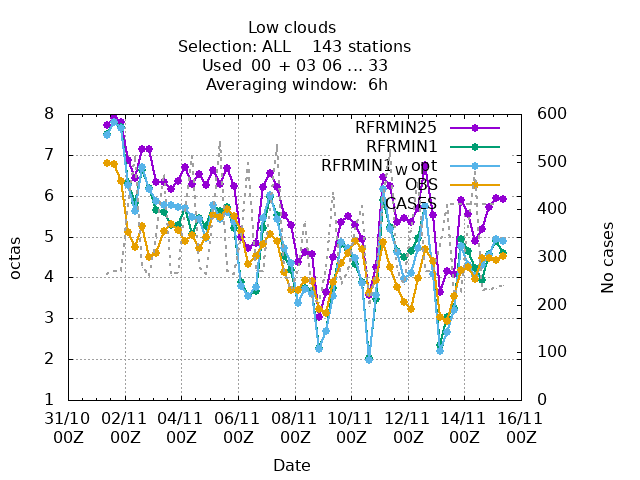 Low clouds
Selection: ALL 143 stations
Used 00 + 03 06 ... 33
Averaging window: 6h
8 600
RFRMIN25
RFRMIN1
7 500
RFRMIN1_w opt
OBS
6 400
CASES
5 300
4
3 200
2 100
1 0
octas
No cases
31/10 02/11 04/11 06/11 08/11 10/11 12/11 14/11 16/11
00Z 00Z 00Z 00Z 00Z 00Z 00Z 00Z 00Z
Date